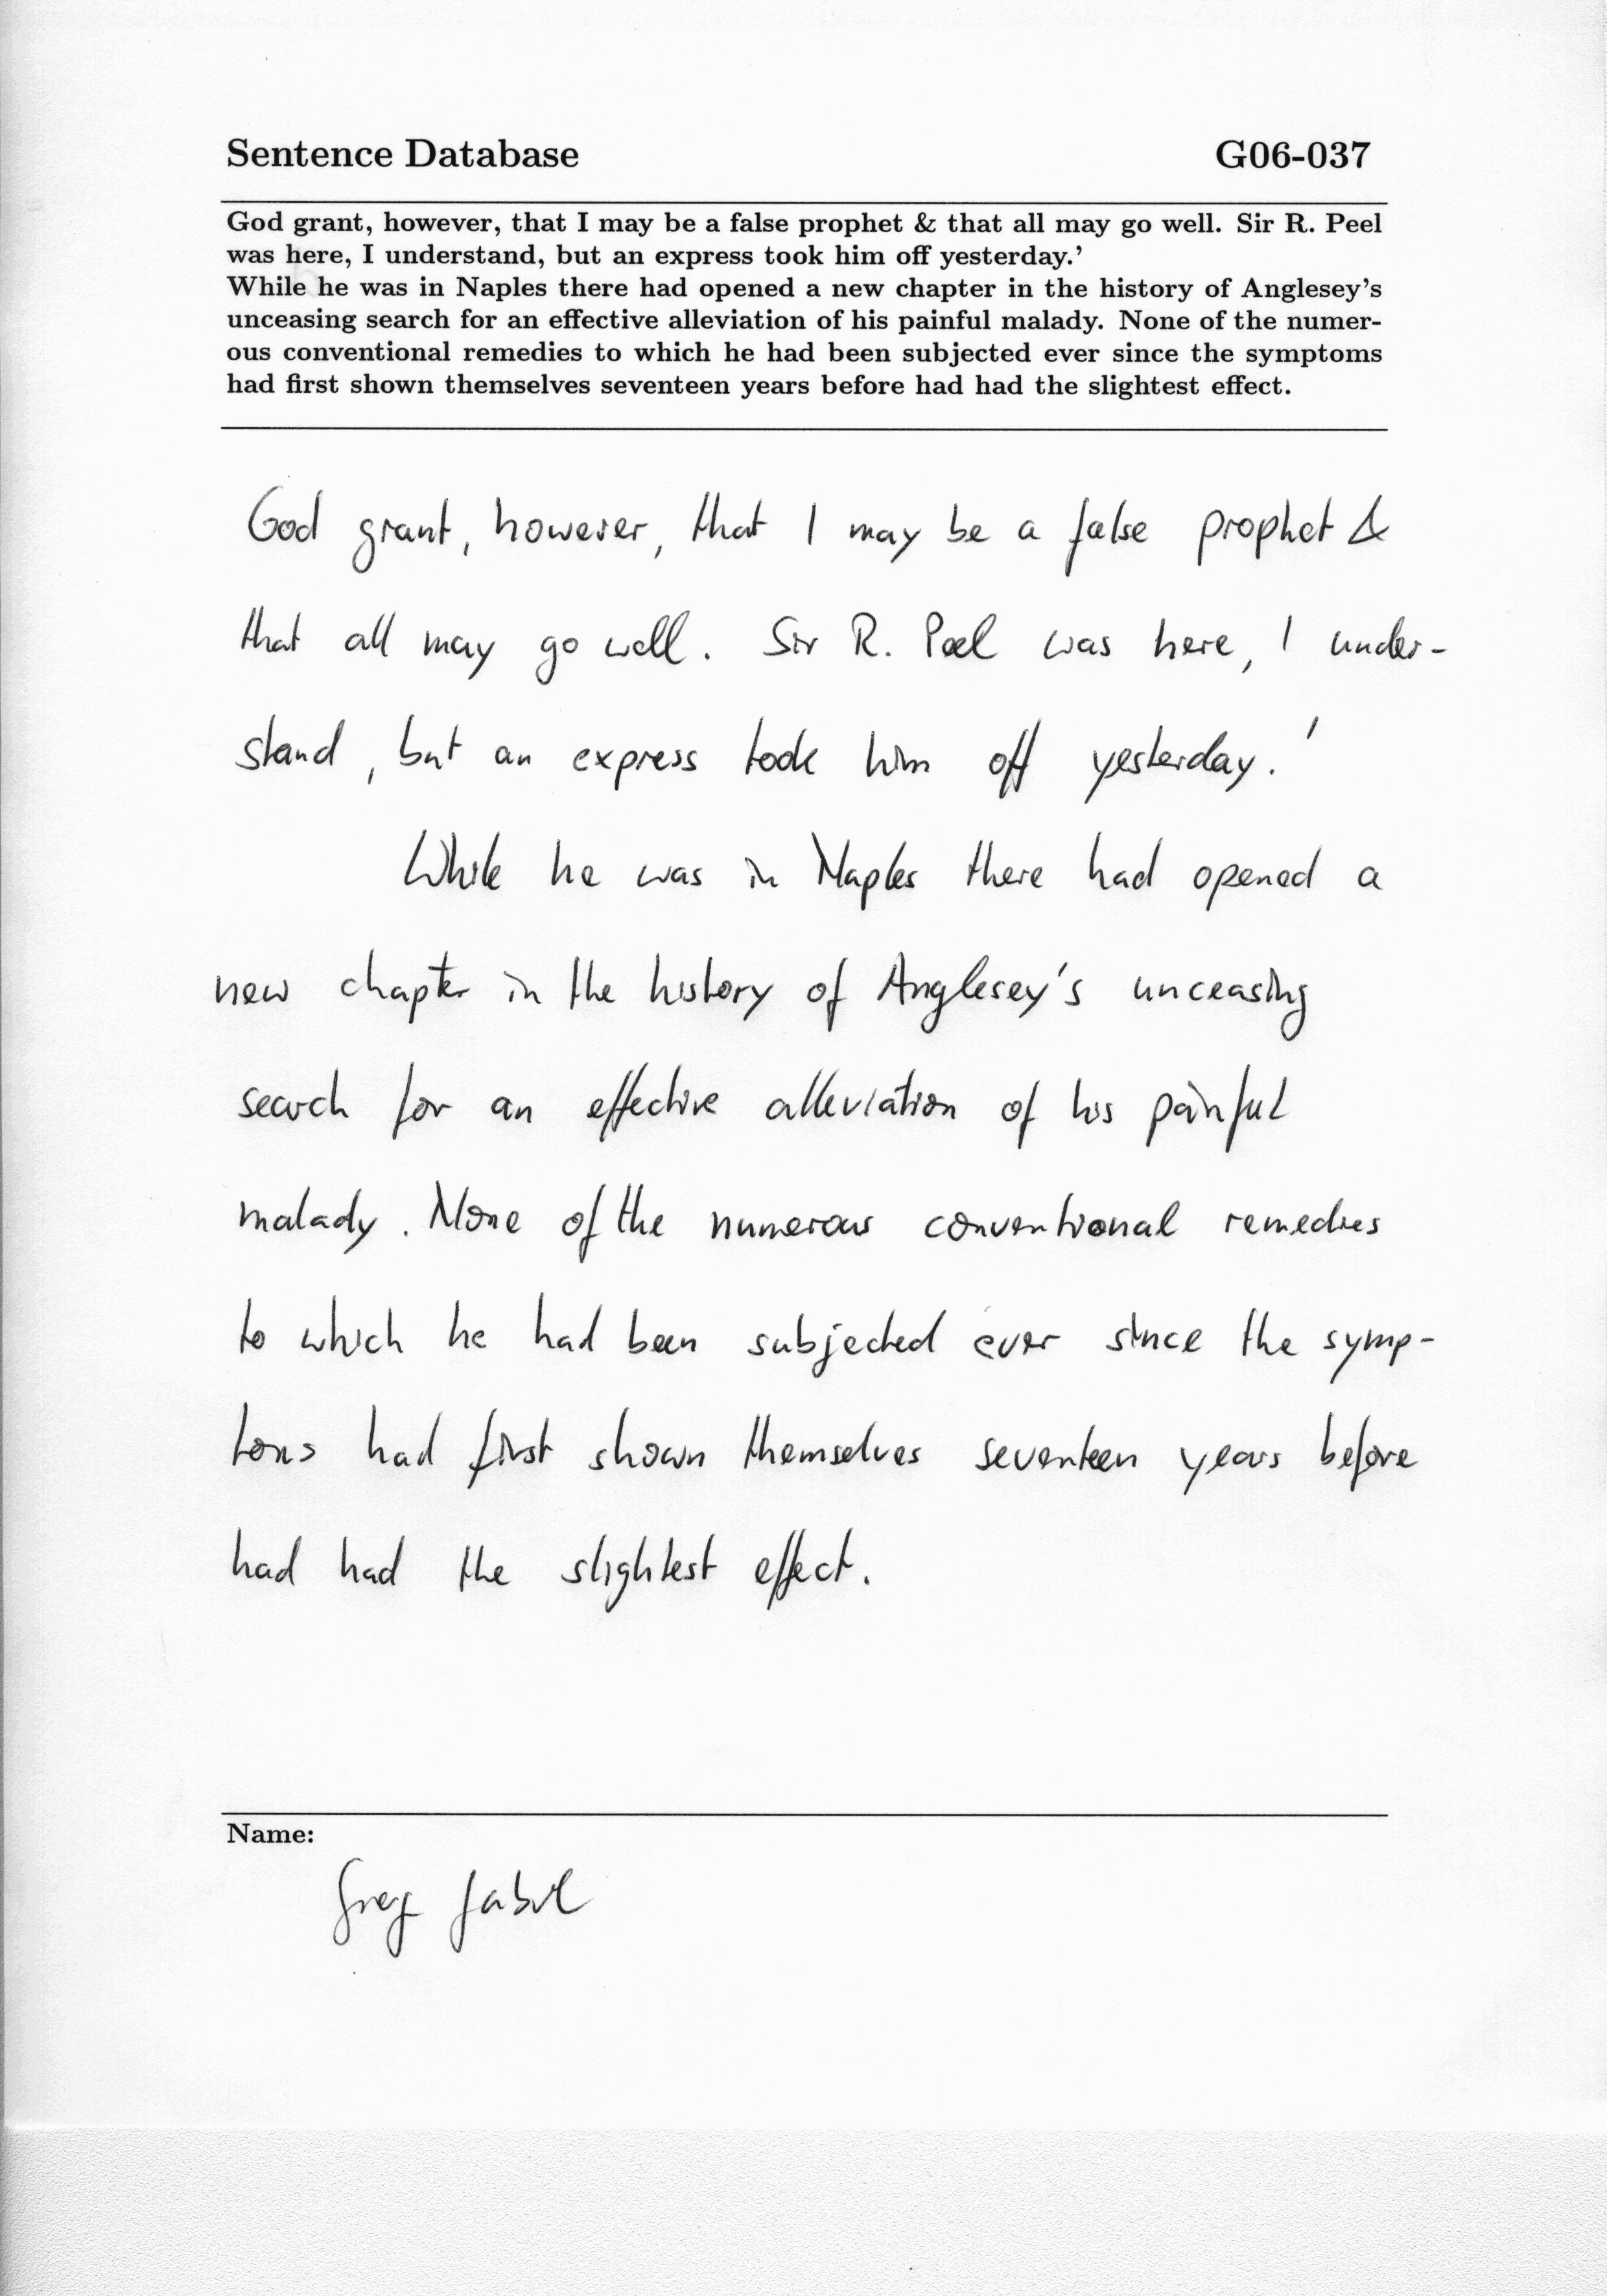 Sentence Database G06-037
God grant, however, that I may be a false prophet & that all may go well. Sir R. Peel
was here, I understand, but an express took him off yesterday.’
While he was in Naples there had opened a new chapter in the history of Anglesey’s
unceasing search for an effective alleviation of his painful malady. None of the numer-
ous conventional remedies to which he had been subjected ever since the symptoms
had first shown themselves seventeen years before had had the slightest effect.
God grant, however, that I may be a false prophet &
that all may go well. Sir R. Peel was here, I under-
stand, but an express took him off yesterday.'
While he was in Naples there had opened a
new chapter in the history of Anglesey's unceasing
search for an effective alleviation of his painful
malady. None of the numerous conventional remedies
to which he had been subjected ever since the symp-
toms had first shown themselves seventeen years before
had had the slightest effect.
Name:
Greg